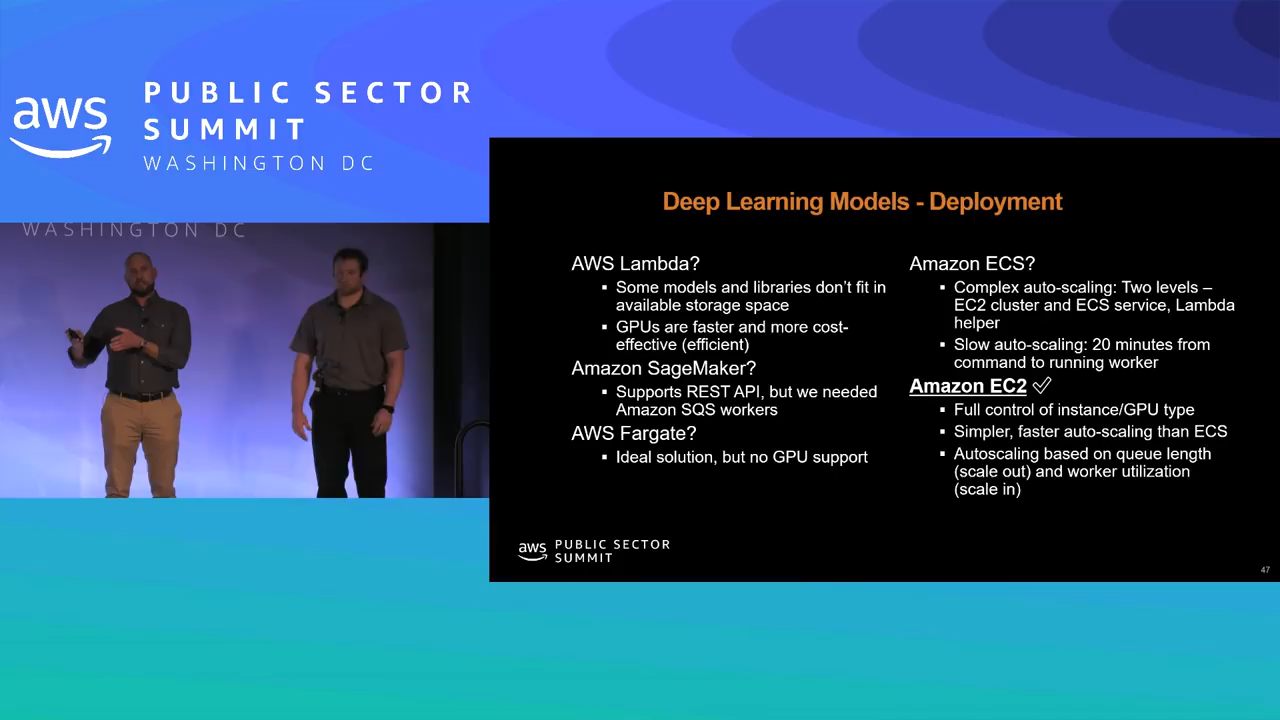 aws
PUBLIC SECTOR
SUMMIT
WASHINGTON DC
WASHINGTON DC
Deep Learning Models - Deployment
AWS Lambda?
▪ Some models and libraries don't fit in
available storage space
▪ GPUs are faster and more cost-
effective (efficient)
Amazon SageMaker?
▪ Supports REST API, but we needed
Amazon SQS workers
AWS Fargate?
▪ Ideal solution, but no GPU support
Amazon ECS?
▪ Complex auto-scaling: Two levels –
EC2 cluster and ECS service, Lambda
helper
▪ Slow auto-scaling: 20 minutes from
command to running worker
Amazon EC2 ✓
▪ Full control of instance/GPU type
▪ Simpler, faster auto-scaling than ECS
▪ Autoscaling based on queue length
(scale out) and worker utilization
(scale in)
aws
PUBLIC SECTOR
SUMMIT
47